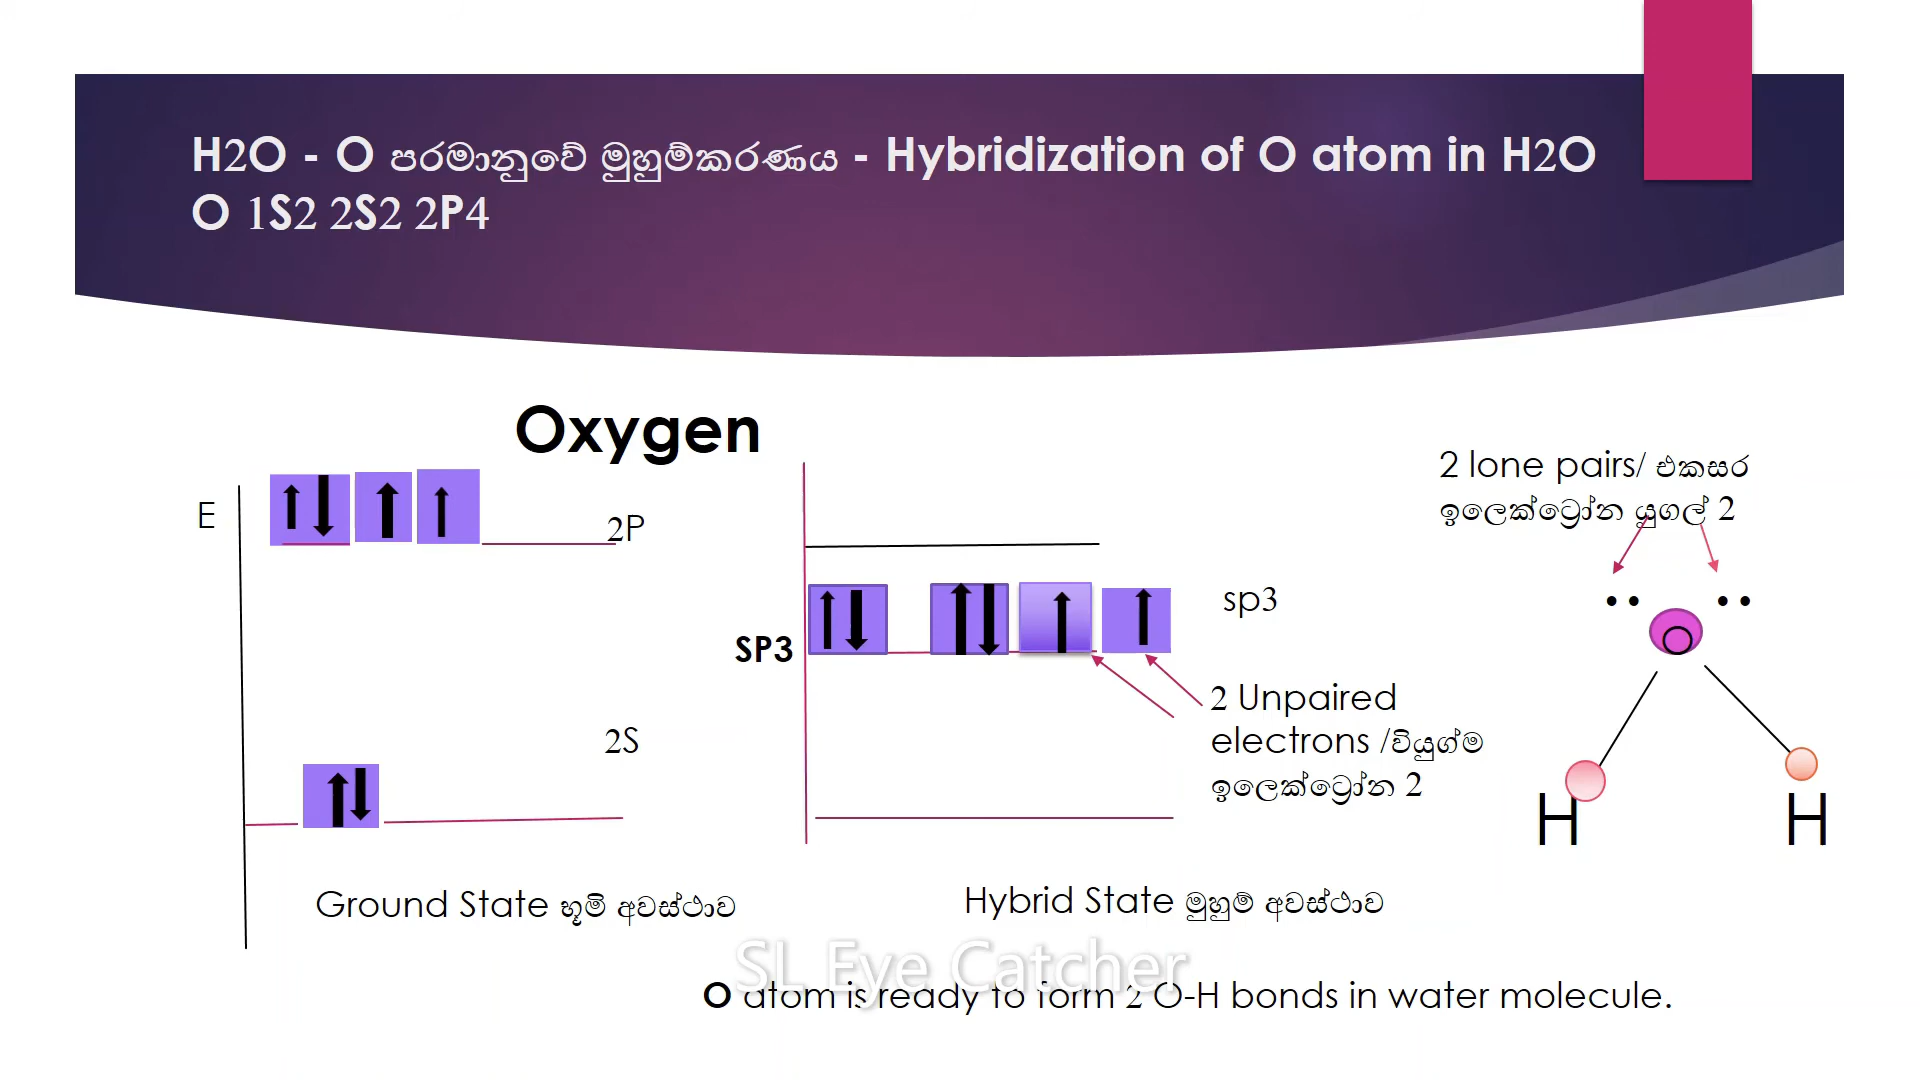 H2O - O පරමානුවේ මුහුම්කරණය - Hybridization of O atom in H2O
O 1S2 2S2 2P4
Oxygen
E
2P
2S
Ground State භූමි අවස්ථාව
SP3
sp3
2 Unpaired
electrons /වියුග්ම
ඉලෙක්ට්‍රෝන 2
Hybrid State මුහුම් අවස්ථාව
2 lone pairs/ එකසර
ඉලෙක්ට්‍රෝන යුගල් 2
O
H
H
SL Eye Catcher
O atom is ready to form 2 O-H bonds in water molecule.